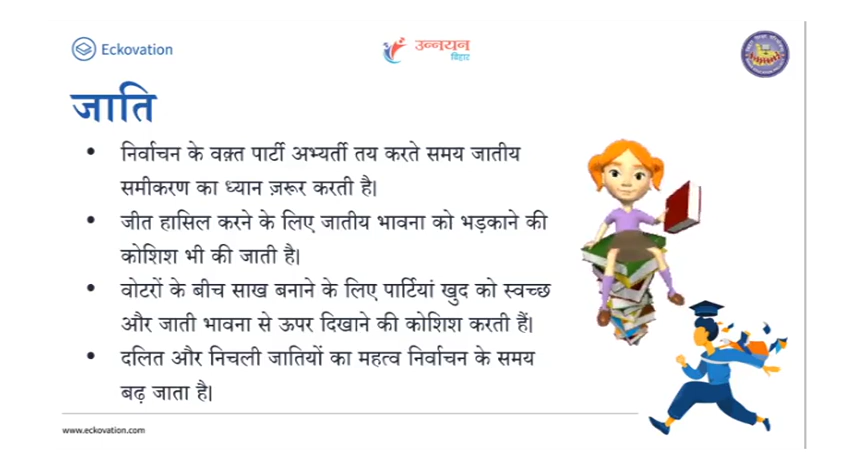 Eckovation
उन्नयन
बिहार
जाति
• निर्वाचन के वक़्त पार्टी अभ्यर्ती तय करते समय जातीय
समीकरण का ध्यान ज़रूर करती है।
• जीत हासिल करने के लिए जातीय भावना को भड़काने की
कोशिश भी की जाती है।
• वोटरों के बीच साख बनाने के लिए पार्टियां खुद को स्वच्छ
और जाती भावना से ऊपर दिखाने की कोशिश करती हैं।
• दलित और निचली जातियों का महत्व निर्वाचन के समय
बढ़ जाता है।
www.eckovation.com